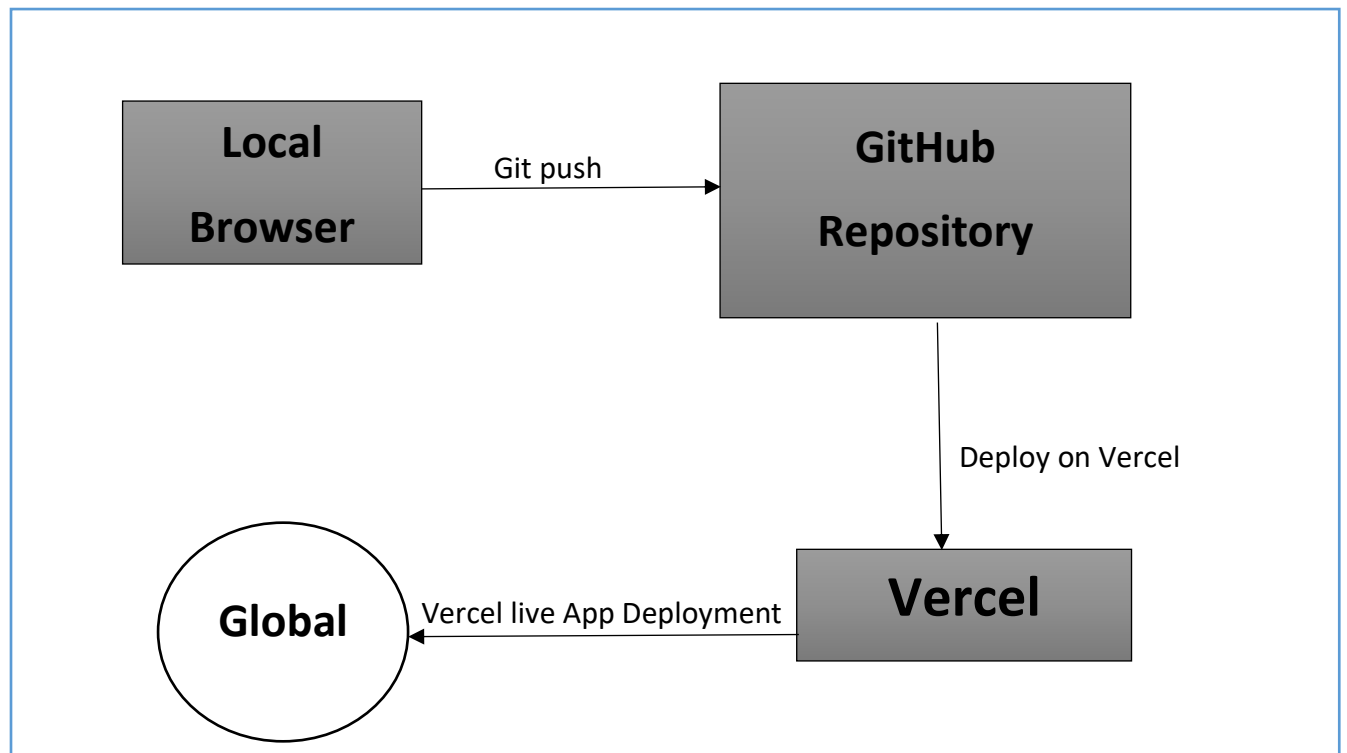 Local
Browser
Git push
GitHub
Repository
Deploy on Vercel
Vercel
Vercel live App Deployment
Global